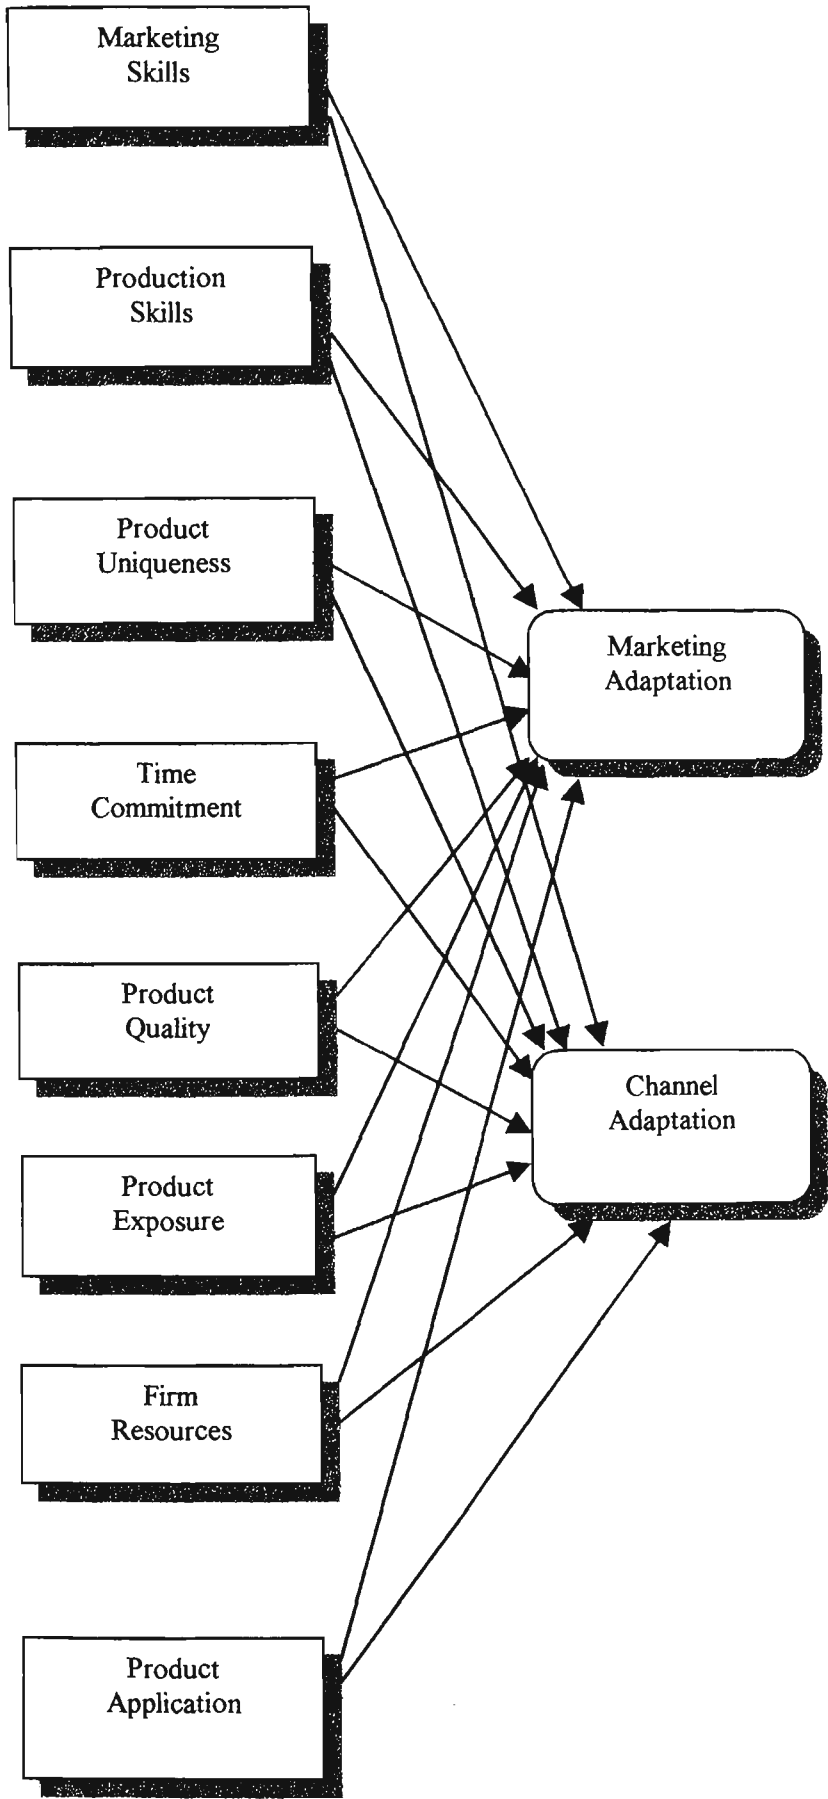 Marketing
Skills
Production
Skills
Product
Uniqueness
Marketing
Adaptation
Time
Commitment
Product
Quality
Channel
Adaptation
Product
Exposure
Firm
Resources
Product
Application